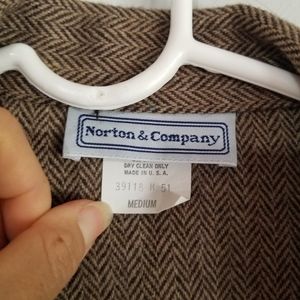 Norton & Company
DRY CLEAN ONLY
MADE IN U. S. A.
39118 H 51
MEDIUM